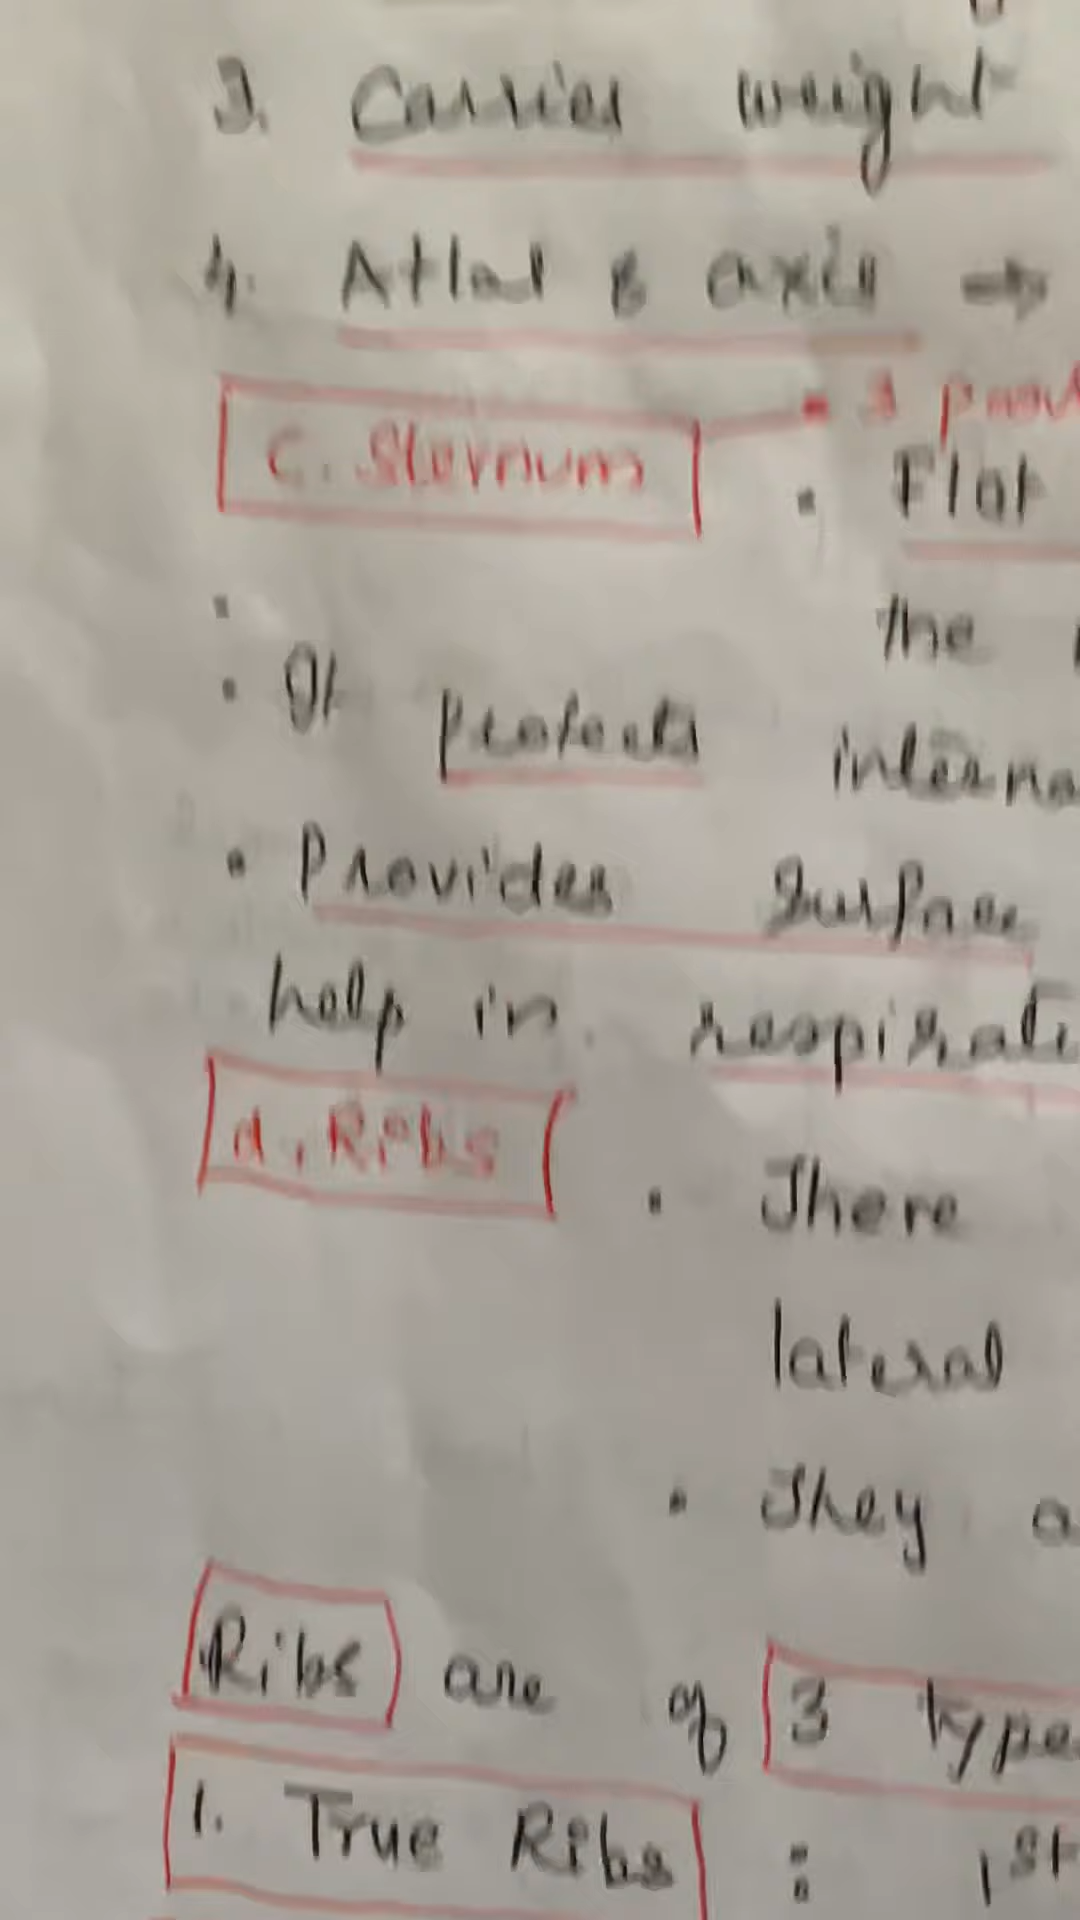 3. Carries weight
4. Atlas & axis →
C. Sternum • 3
• Flat
the
• It protects
• Provides Surface
help in respirati
d. Ribs
• There
lateral
• They a
Ribs are of 3 type
1. True Ribs : 1st